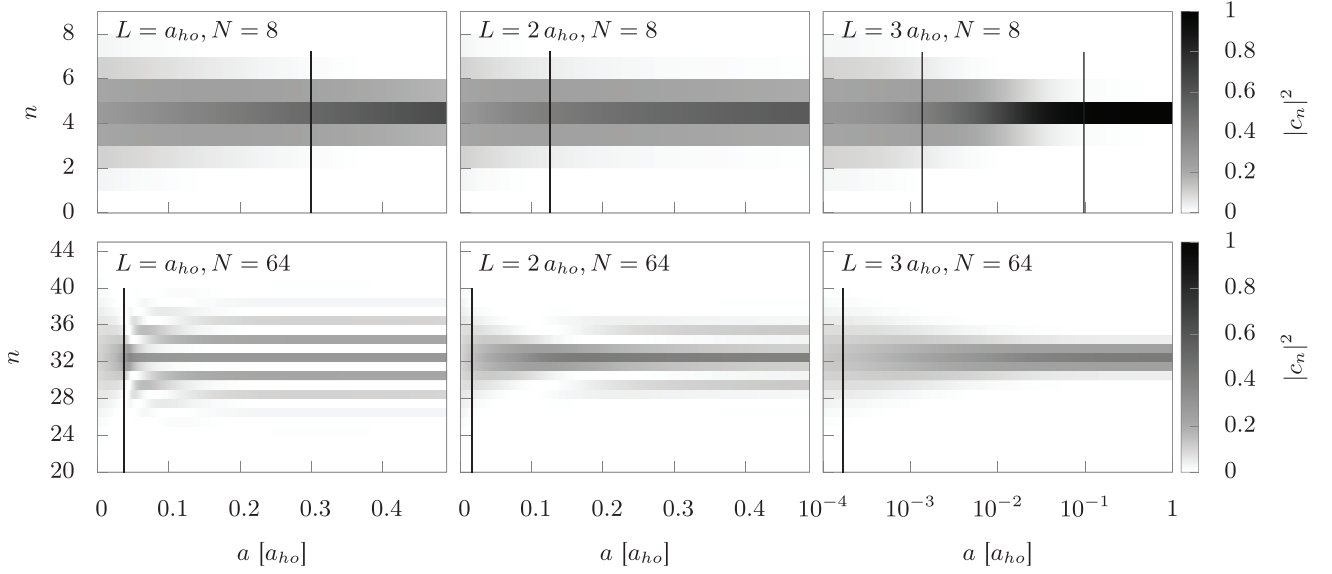 L = a_{ho}, N = 8
L = 2 a_{ho}, N = 8
L = 3 a_{ho}, N = 8
8
6
4
2
0
n
1
0.8
0.6
0.4
0.2
0
|c_n|^2
L = a_{ho}, N = 64
L = 2 a_{ho}, N = 64
L = 3 a_{ho}, N = 64
44
40
36
32
28
24
20
n
1
0.8
0.6
0.4
0.2
0
|c_n|^2
0 0.1 0.2 0.3 0.4
0 0.1 0.2 0.3 0.4
10^{-4} 10^{-3} 10^{-2} 10^{-1} 1
a [a_{ho}]
a [a_{ho}]
a [a_{ho}]